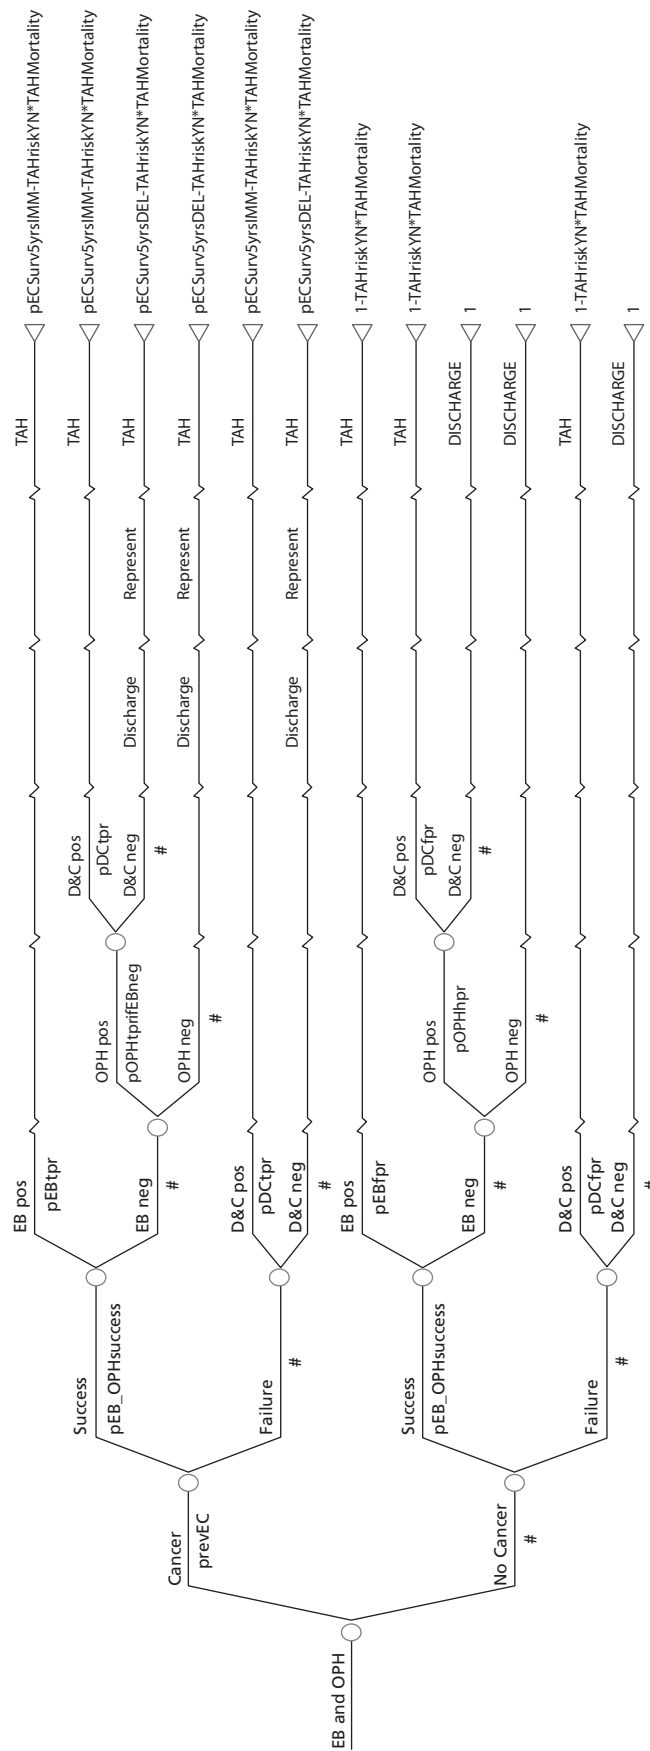 EB and OPH
Cancer
prevEC
Success
pEB_OPHsuccess
EB pos
pEBtpr
TAH
pECSurv5yrsIMM-TAHriskYN*TAHMortality
EB neg
#
OPH pos
pOPHtprifEBneg
D&C pos
pDCtpr
TAH
pECSurv5yrsIMM-TAHriskYN*TAHMortality
D&C neg
#
Discharge
Represent
TAH
pECSurv5yrsDEL-TAHriskYN*TAHMortality
OPH neg
#
Discharge
Represent
TAH
pECSurv5yrsDEL-TAHriskYN*TAHMortality
Failure
#
D&C pos
pDCtpr
TAH
pECSurv5yrsIMM-TAHriskYN*TAHMortality
D&C neg
#
Discharge
Represent
TAH
pECSurv5yrsDEL-TAHriskYN*TAHMortality
No Cancer
#
Success
pEB_OPHsuccess
EB pos
pEBfpr
TAH
1-TAHriskYN*TAHMortality
EB neg
#
OPH pos
pOPHhpr
D&C pos
pDCfpr
TAH
1-TAHriskYN*TAHMortality
D&C neg
#
DISCHARGE
1
OPH neg
#
DISCHARGE
1
Failure
#
D&C pos
pDCfpr
TAH
1-TAHriskYN*TAHMortality
D&C neg
#
DISCHARGE
1